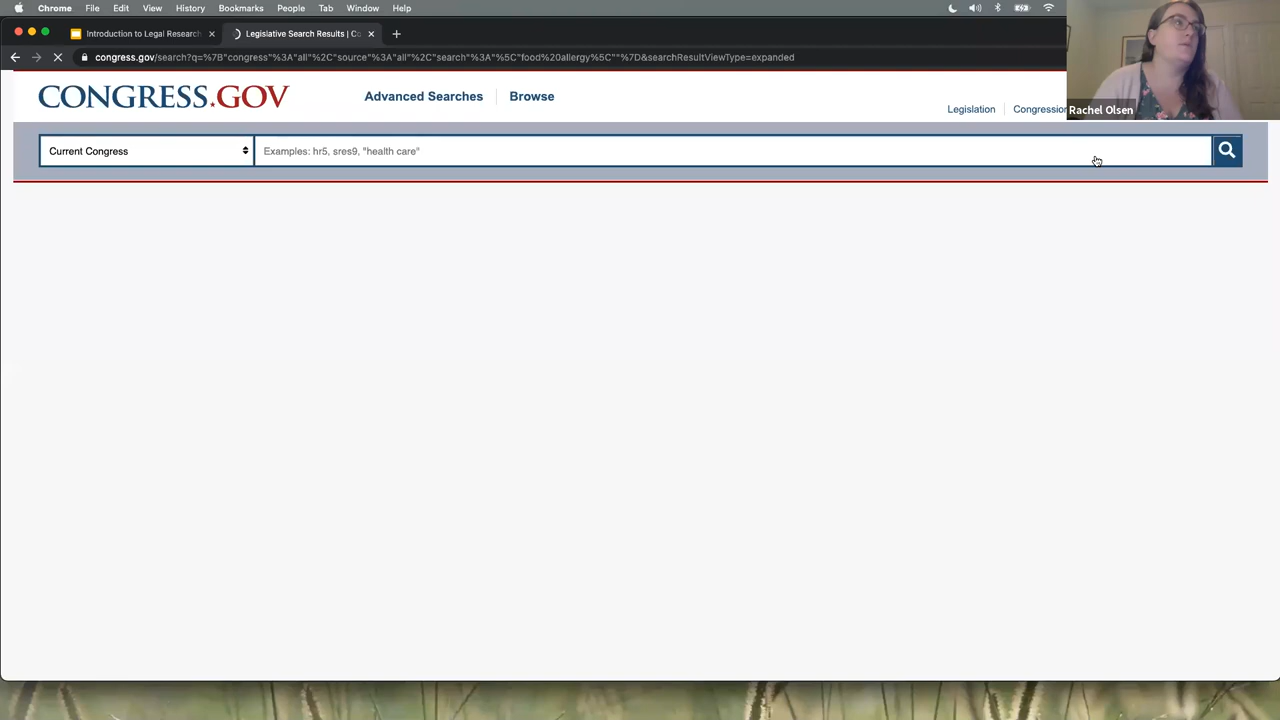 Chrome File Edit View History Bookmarks People Tab Window Help
Introduction to Legal Research
Legislative Search Results | Co
congress.gov/search?q=%7B"congress"%3A"all"%2C"source"%3A"all"%2C"search"%3A"%5C"food%20allergy%5C""%7D&searchResultViewType=expanded
CONGRESS.GOV
Advanced Searches
Browse
Legislation
Congression
Rachel Olsen
Current Congress
Examples: hr5, sres9, "health care"